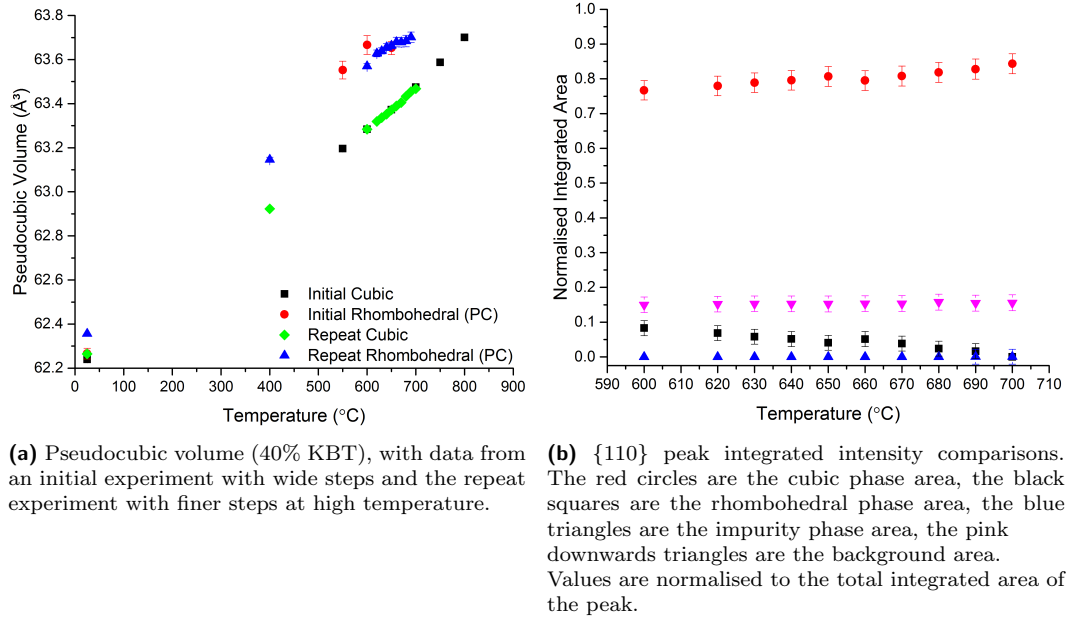 63.8
63.6
63.4
63.2
63.0
62.8
62.6
62.4
62.2
Pseudocubic Volume (Å³)
Initial Cubic
Initial Rhombohedral (PC)
Repeat Cubic
Repeat Rhombohedral (PC)
0 100 200 300 400 500 600 700 800 900
Temperature (°C)
1.0
0.9
0.8
0.7
0.6
0.5
0.4
0.3
0.2
0.1
0.0
Normalised Integrated Area
590 600 610 620 630 640 650 660 670 680 690 700 710
Temperature (°C)
(a) Pseudocubic volume (40% KBT), with data from
an initial experiment with wide steps and the repeat
experiment with finer steps at high temperature.
(b) {110} peak integrated intensity comparisons.
The red circles are the cubic phase area, the black
squares are the rhombohedral phase area, the blue
triangles are the impurity phase area, the pink
downwards triangles are the background area.
Values are normalised to the total integrated area of
the peak.